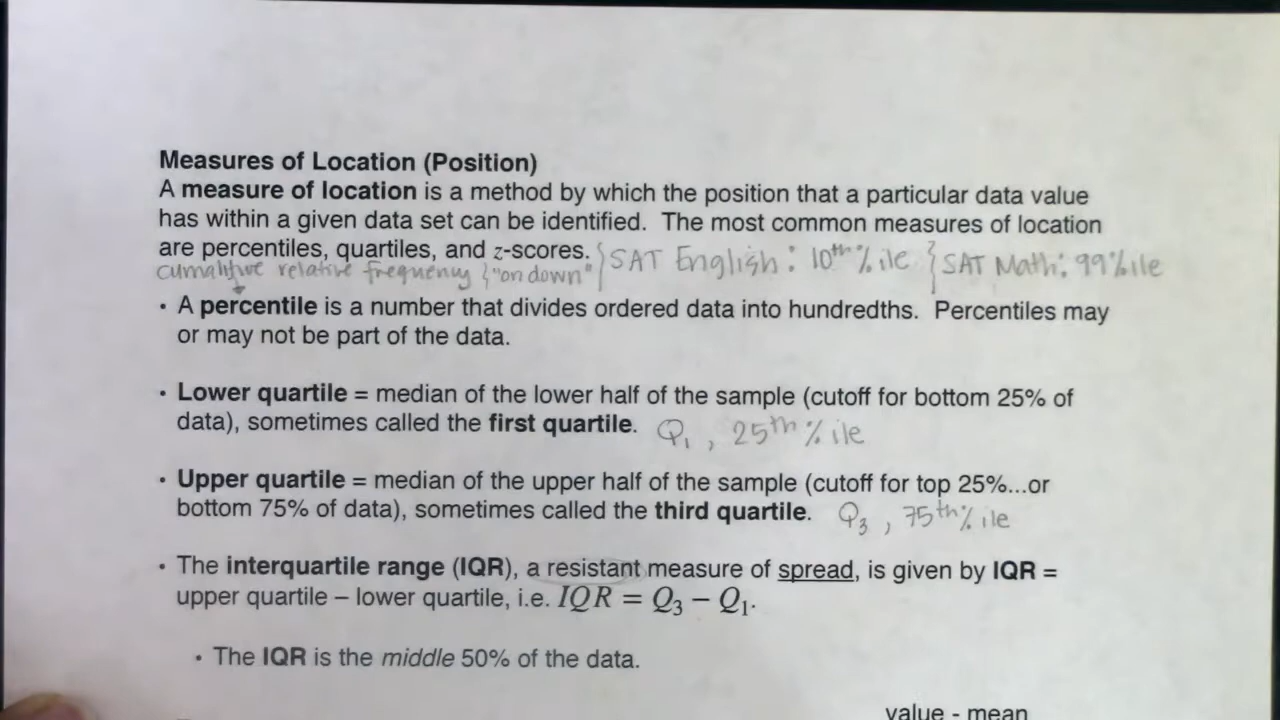 Measures of Location (Position)
A measure of location is a method by which the position that a particular data value
has within a given data set can be identified. The most common measures of location
are percentiles, quartiles, and z-scores. { SAT English: 10th %ile } SAT Math: 99%ile
cumalitive relative frequency { "on down"
• A percentile is a number that divides ordered data into hundredths. Percentiles may
or may not be part of the data.
• Lower quartile = median of the lower half of the sample (cutoff for bottom 25% of
data), sometimes called the first quartile. Q₁, 25th %ile
• Upper quartile = median of the upper half of the sample (cutoff for top 25%...or
bottom 75% of data), sometimes called the third quartile. Q₃, 75th %ile
• The interquartile range (IQR), a resistant measure of spread, is given by IQR =
upper quartile – lower quartile, i.e. IQR = Q₃ − Q₁.
• The IQR is the middle 50% of the data.
value - mean